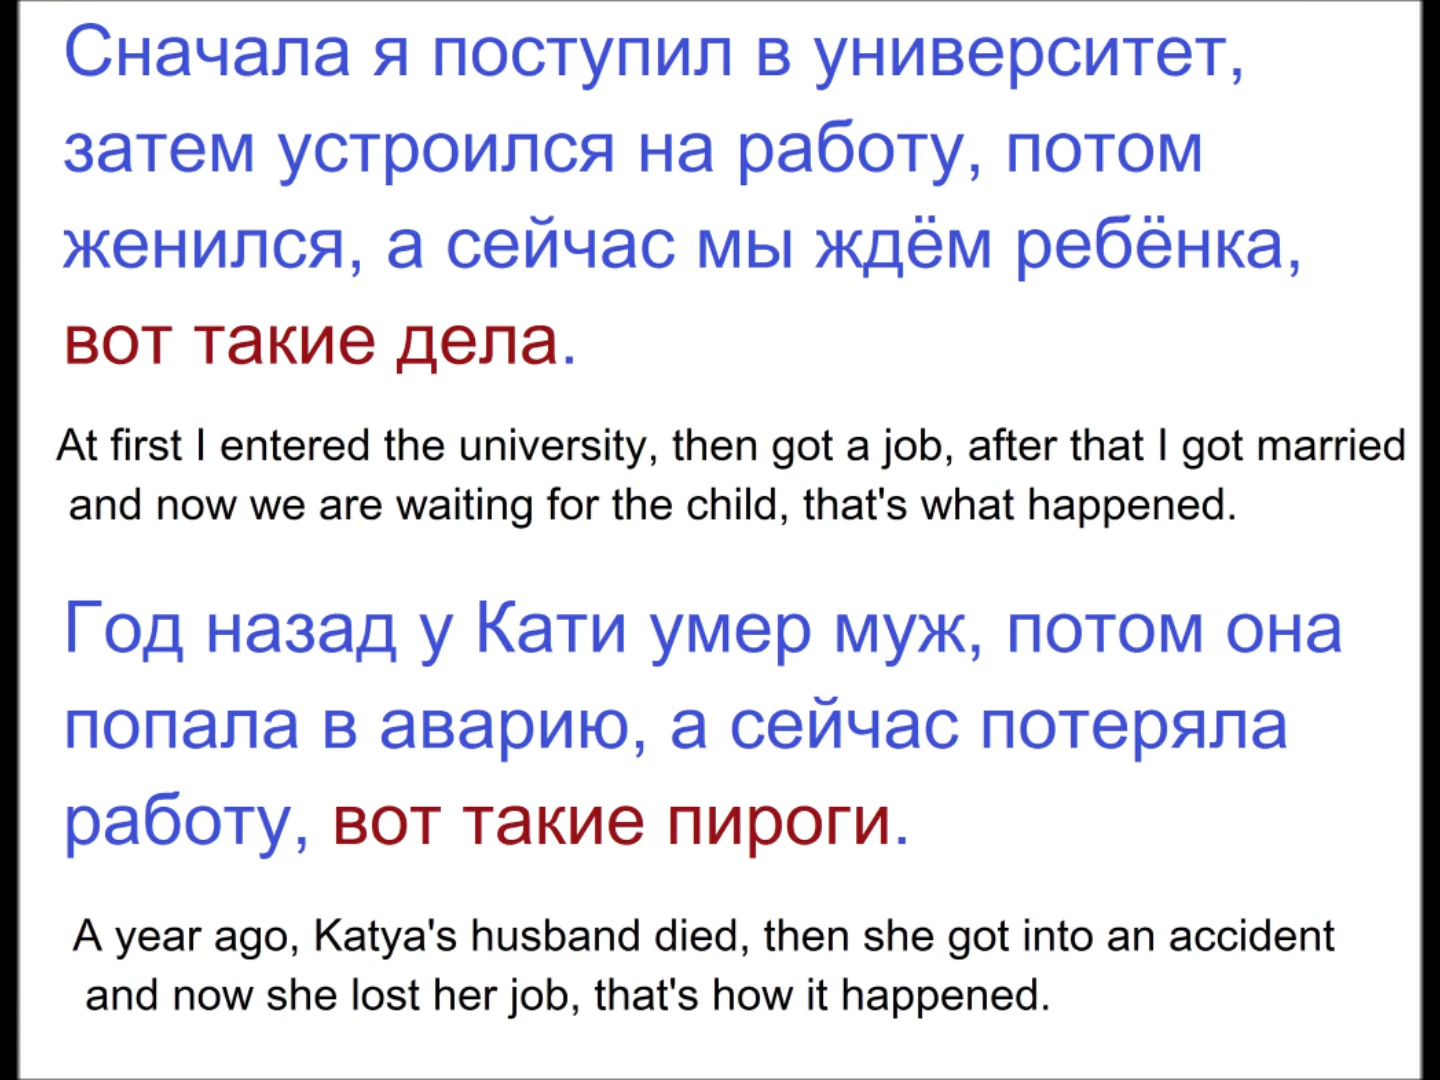 Сначала я поступил в университет,
затем устроился на работу, потом
женился, а сейчас мы ждём ребёнка,
вот такие дела.
At first I entered the university, then got a job, after that I got married
and now we are waiting for the child, that's what happened.
Год назад у Кати умер муж, потом она
попала в аварию, а сейчас потеряла
работу, вот такие пироги.
A year ago, Katya's husband died, then she got into an accident
and now she lost her job, that's how it happened.